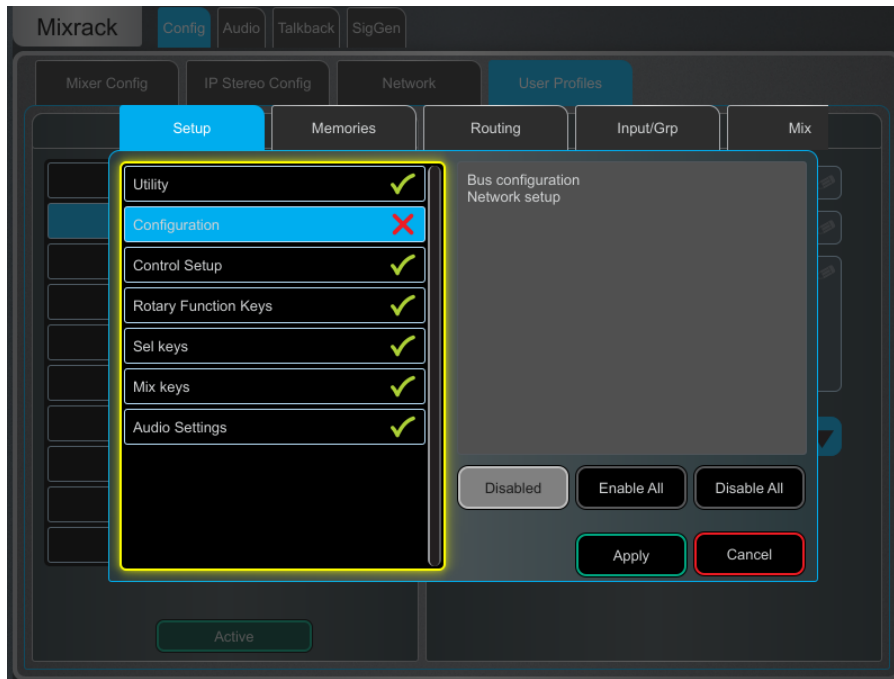 Mixrack
Config
Audio
Talkback
SigGen
Mixer Config
IP Stereo Config
Network
User Profiles
Setup
Memories
Routing
Input/Grp
Mix
Utility
Configuration
Control Setup
Rotary Function Keys
Sel keys
Mix keys
Audio Settings
Bus configuration
Network setup
Disabled
Enable All
Disable All
Apply
Cancel
Active